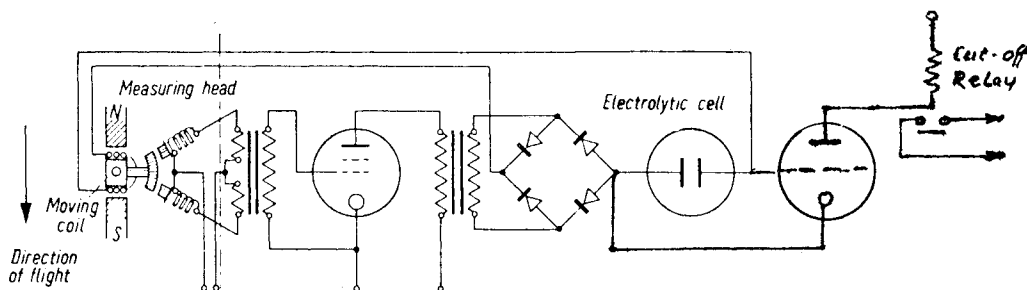 Cut-off
Relay
Measuring head
Electrolytic cell
N
Moving
coil
S
Direction
of flight